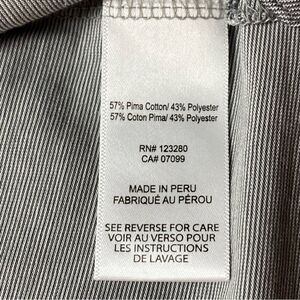 57% Pima Cotton/ 43% Polyester
57% Coton Pima/ 43% Polyester
RN# 123280
CA# 07099
MADE IN PERU
FABRIQUÉ AU PÉROU
SEE REVERSE FOR CARE
VOIR AU VERSO POUR
LES INSTRUCTIONS
DE LAVAGE